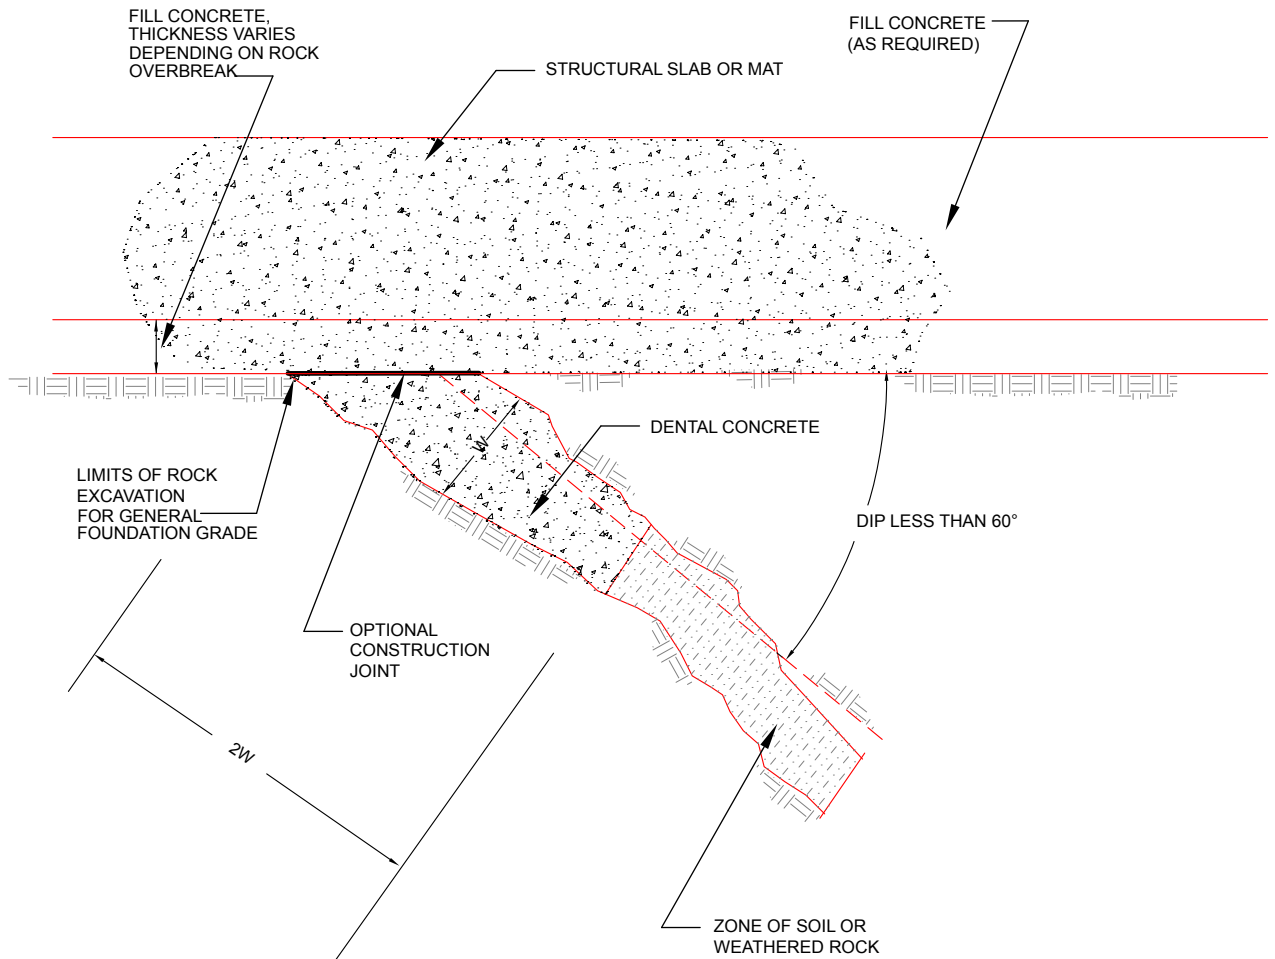 FILL CONCRETE,
THICKNESS VARIES
DEPENDING ON ROCK
OVERBREAK
STRUCTURAL SLAB OR MAT
FILL CONCRETE
(AS REQUIRED)
DENTAL CONCRETE
W
LIMITS OF ROCK
EXCAVATION
FOR GENERAL
FOUNDATION GRADE
DIP LESS THAN 60°
OPTIONAL
CONSTRUCTION
JOINT
2W
ZONE OF SOIL OR
WEATHERED ROCK